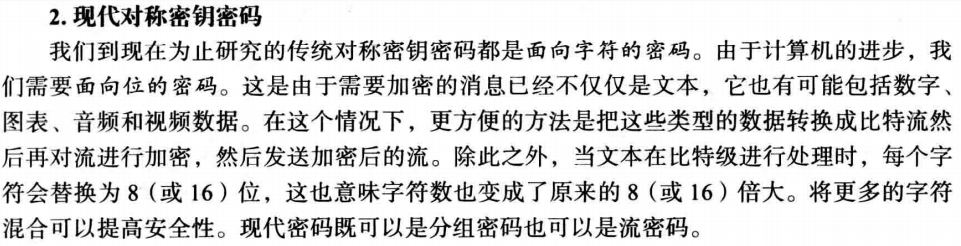 2. 现代对称密钥密码
我们到现在为止研究的传统对称密钥密码都是面向字符的密码。由于计算机的进步，我
们需要面向位的密码。这是由于需要加密的消息已经不仅仅是文本，它也有可能包括数字、
图表、音频和视频数据。在这个情况下，更方便的方法是把这些类型的数据转换成比特流然
后再对流进行加密，然后发送加密后的流。除此之外，当文本在比特级进行处理时，每个字
符会替换为 8（或 16）位，这也意味字符数也变成了原来的 8（或 16）倍大。将更多的字符
混合可以提高安全性。现代密码既可以是分组密码也可以是流密码。